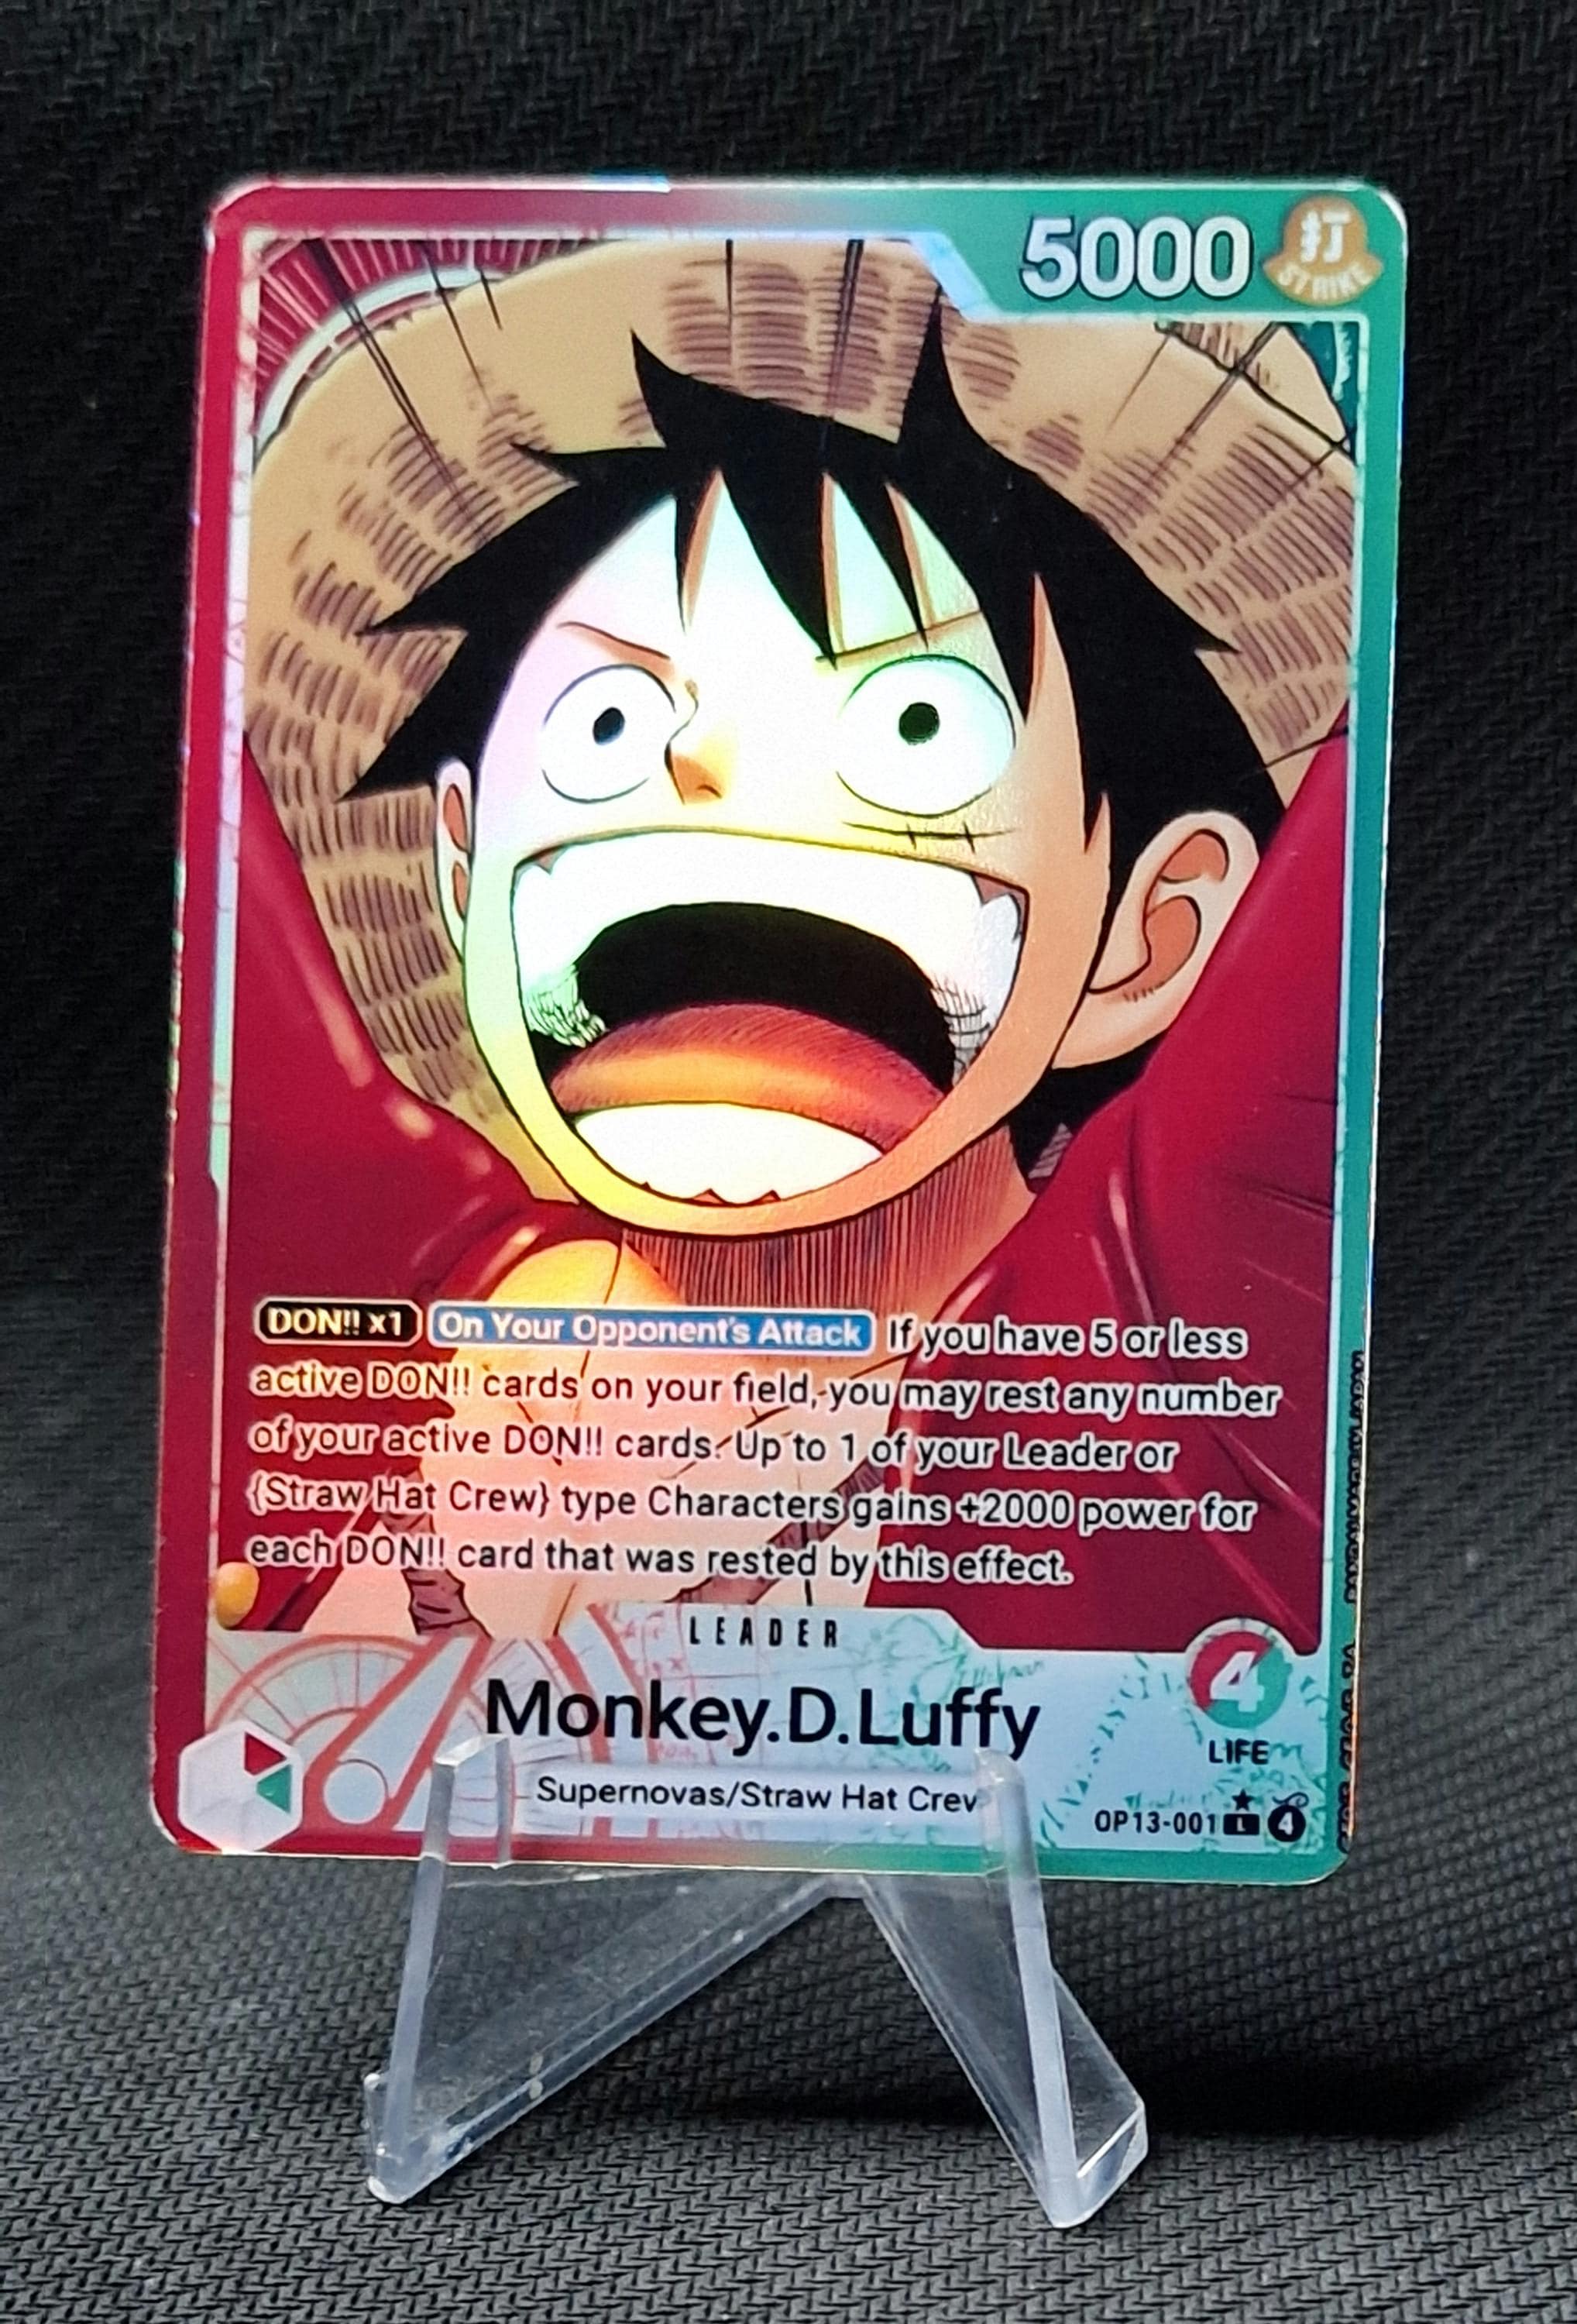 5000
打
STRIKE
DON!! x1 On Your Opponent's Attack If you have 5 or less
active DON!! cards on your field, you may rest any number
of your active DON!! cards. Up to 1 of your Leader or
{Straw Hat Crew} type Characters gains +2000 power for
each DON!! card that was rested by this effect.
LEADER
Monkey.D.Luffy
4
LIFE
Supernovas/Straw Hat Crew
OP13-001 L 4